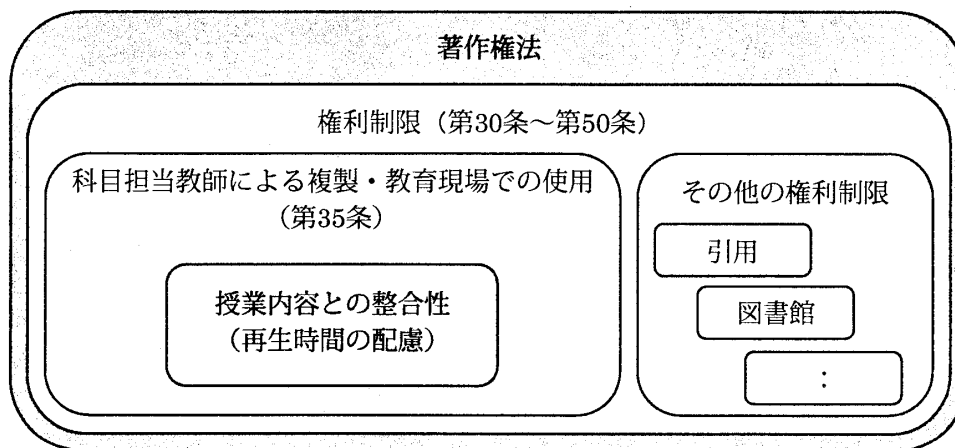 著作権法
権利制限（第30条～第50条）
科目担当教師による複製・教育現場での使用
（第35条）
授業内容との整合性
（再生時間の配慮）
その他の権利制限
引用
図書館
：